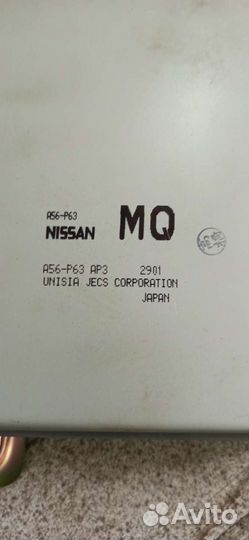 A56-P63
NISSAN MQ
A56-P63 AP3 2901
UNISIA JECS CORPORATION
JAPAN
Avito